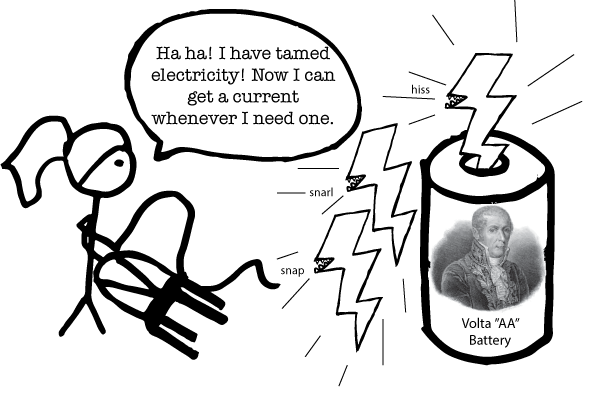 Ha ha! I have tamed
electricity! Now I can
get a current
whenever I need one.
hiss
snarl
snap
Volta "AA"
Battery